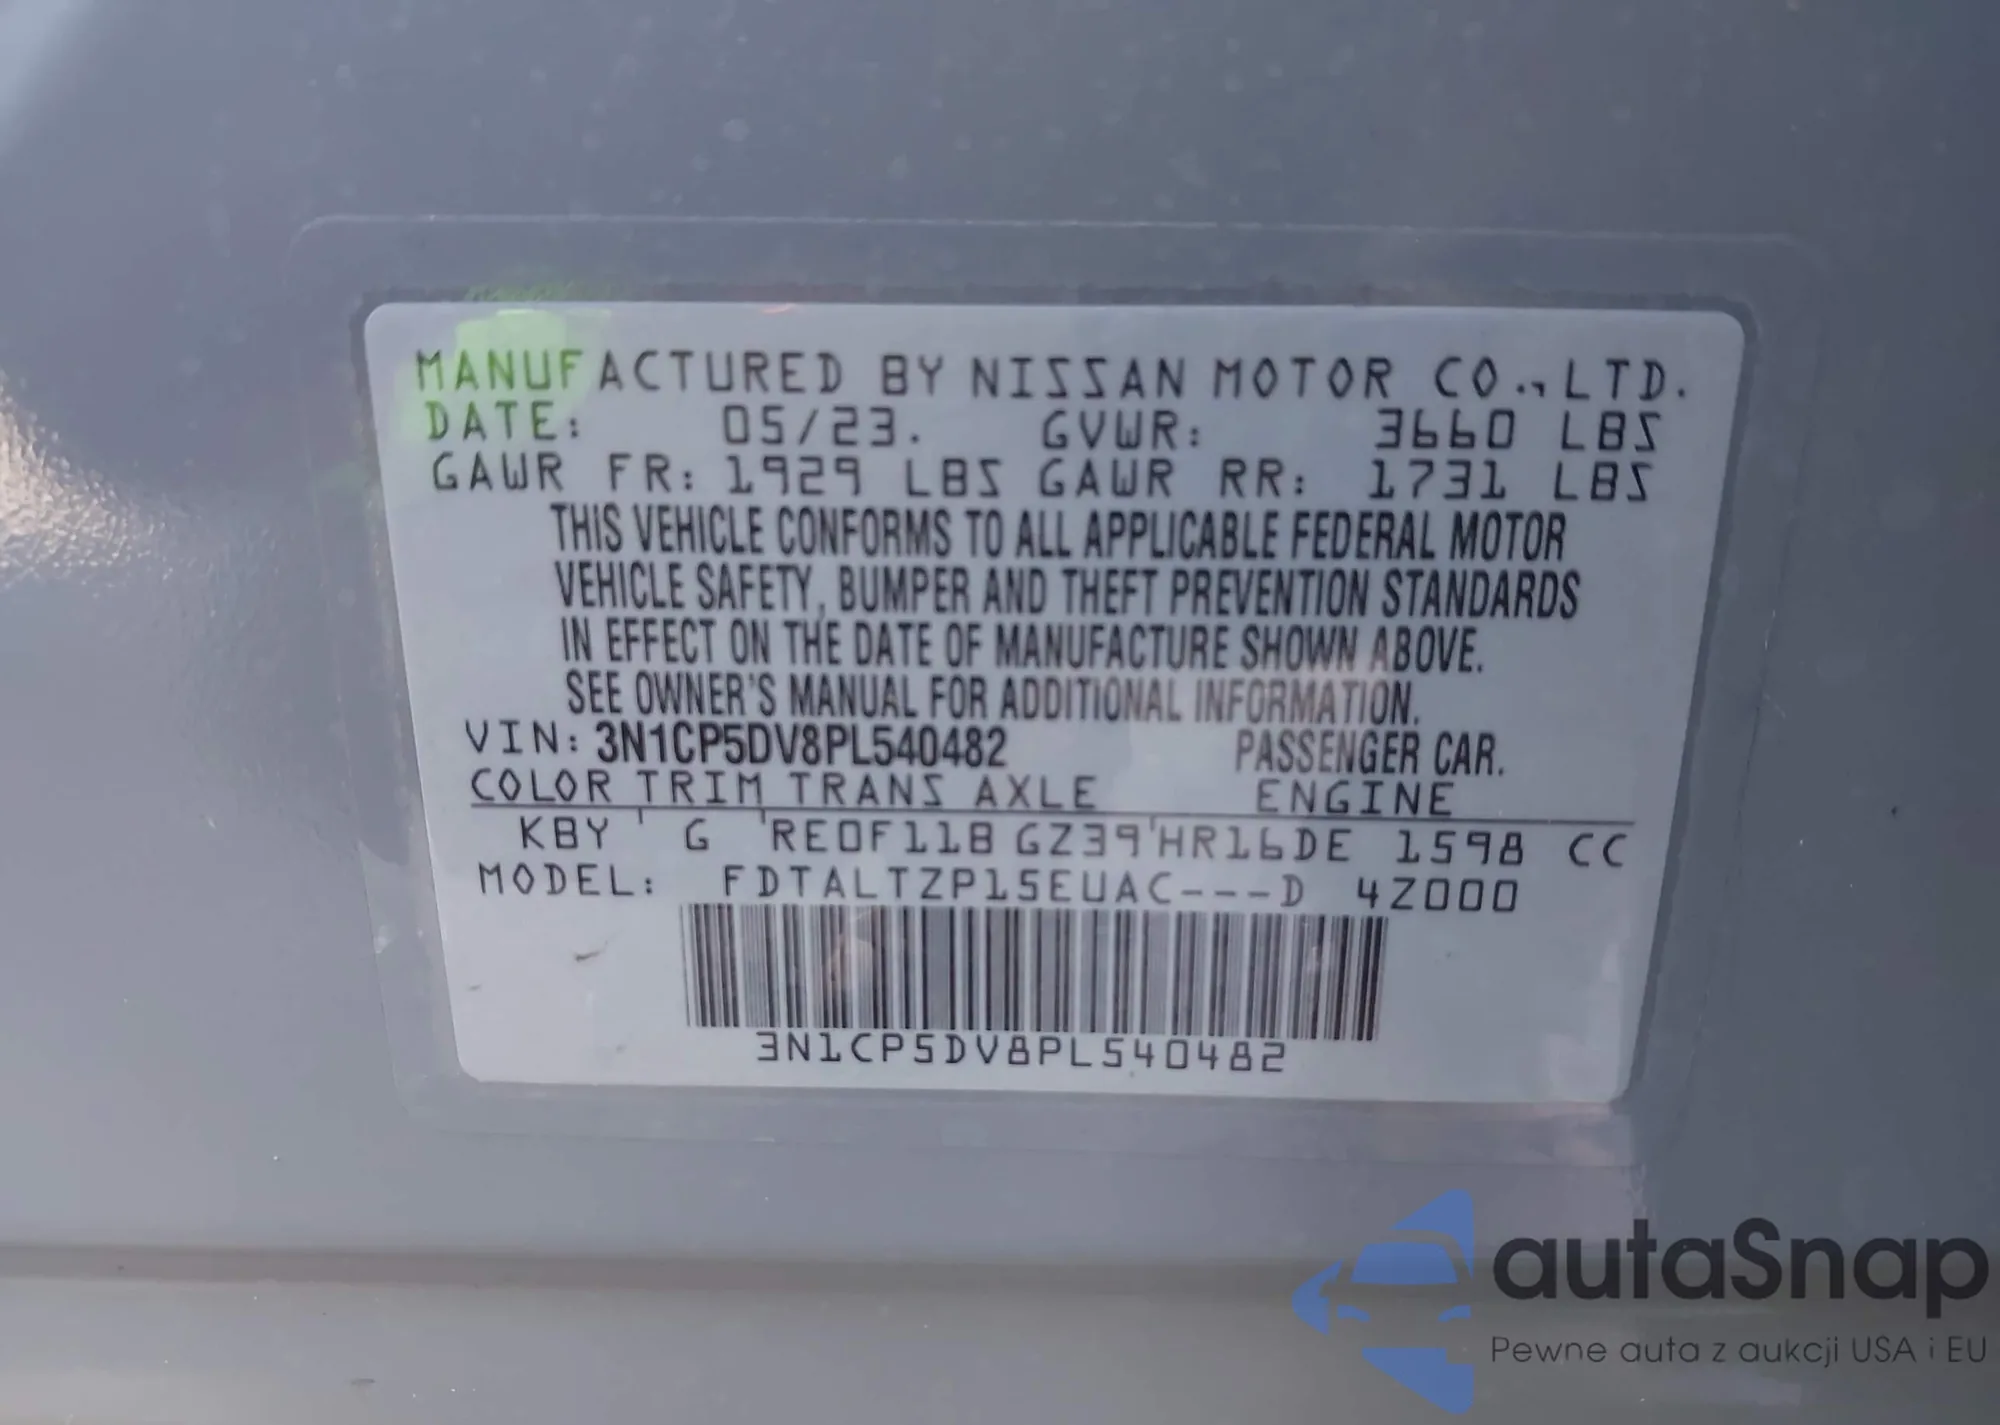 MANUFACTURED BY NISSAN MOTOR CO., LTD.
DATE: 05/23. GVWR: 3660 LBS
GAWR FR: 1929 LBS GAWR RR: 1731 LBS
THIS VEHICLE CONFORMS TO ALL APPLICABLE FEDERAL MOTOR
VEHICLE SAFETY, BUMPER AND THEFT PREVENTION STANDARDS
IN EFFECT ON THE DATE OF MANUFACTURE SHOWN ABOVE.
SEE OWNER'S MANUAL FOR ADDITIONAL INFORMATION.
VIN: 3N1CP5DV8PL540482 PASSENGER CAR.
COLOR TRIM TRANS AXLE ENGINE
KBY G RE0F11B GZ39 HR16DE 1598 CC
MODEL: FDTALTZP15EUAC---D 4Z000
3N1CP5DV8PL540482
autaSnap
Pewne auta z aukcji USA i EU